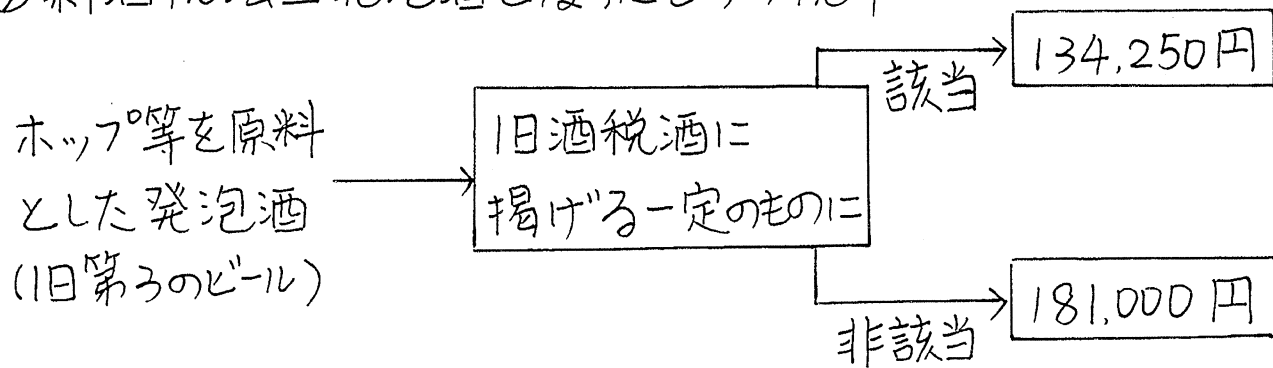 134,250円
該当
ホップ等を原料
とした発泡酒
(旧第3のビール)
旧酒税酒に
掲げる一定のものに
181,000円
非該当